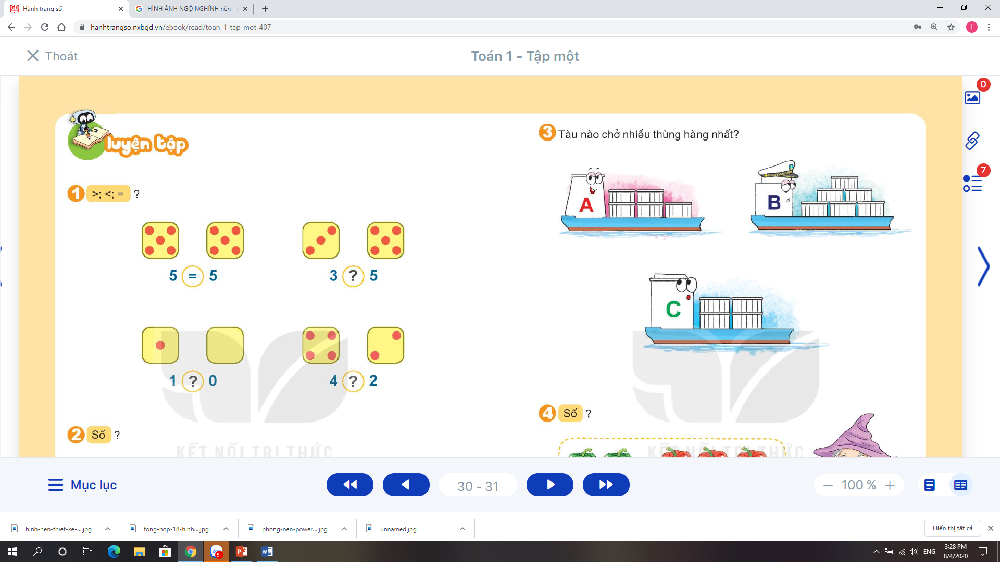 Hành trang số
HÌNH ẢNH NGỘ NGHĨNH nền -
hanhtrangso.nxbgd.vn/ebook/read/toan-1-tap-mot-407
T
Thoát
Toán 1 - Tập một
0
7
luyện tập
1 >; <; = ?
5 = 5
3 ? 5
1 ? 0
4 ? 2
2 Số ?
3 Tàu nào chở nhiều thùng hàng nhất?
A
B
C
4 Số ?
KẾT NỐI TRI THỨC
KẾT NỐI TRI THỨC
Mục lục
30 - 31
100 %
hinh-nen-thiet-ke-....jpg
tong-hop-18-hinh....jpg
phong-nen-power....jpg
unnamed.jpg
Hiển thị tất cả
5+
ENG
3:28 PM
8/4/2020